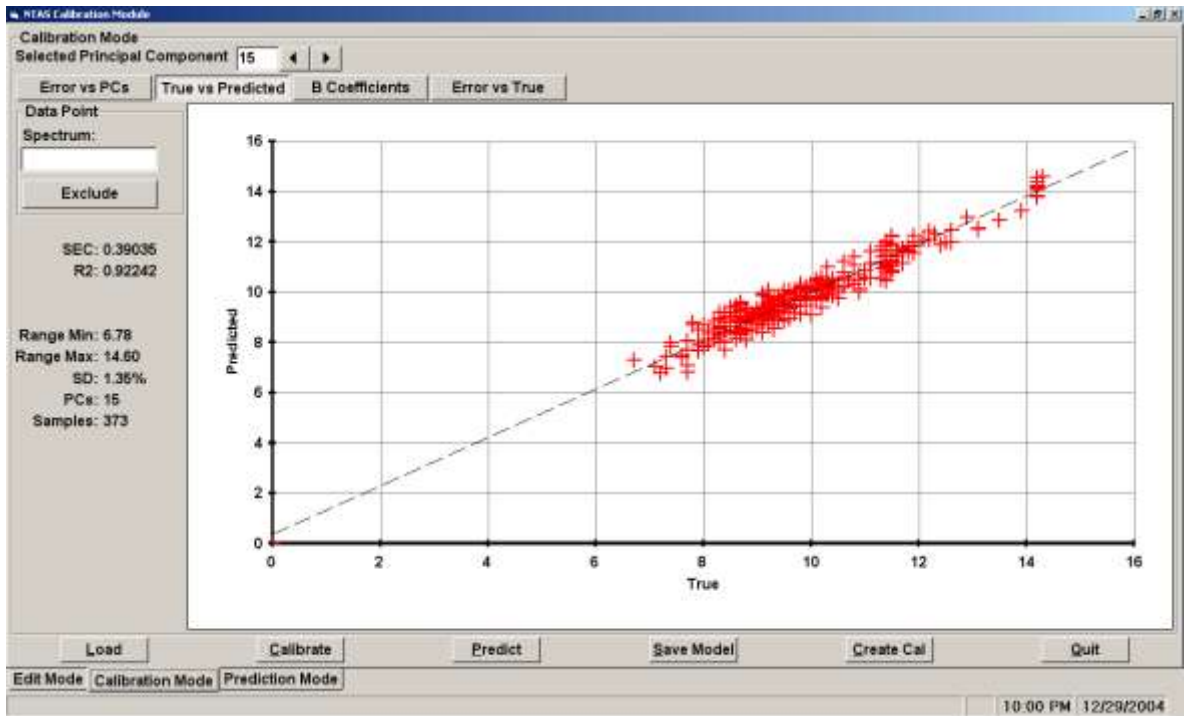 NTAS Calibration Module
Calibration Mode
Selected Principal Component 15
Error vs PCs True vs Predicted B Coefficients Error vs True
Data Point
Spectrum:
Exclude
SEC: 0.39035
R2: 0.92242
Range Min: 6.78
Range Max: 14.60
SD: 1.35%
PCs: 15
Samples: 373
Predicted
16
14
12
10
8
6
4
2
0
0 2 4 6 8 10 12 14 16
True
Load Calibrate Predict Save Model Create Cal Quit
Edit Mode Calibration Mode Prediction Mode
10:00 PM 12/29/2004